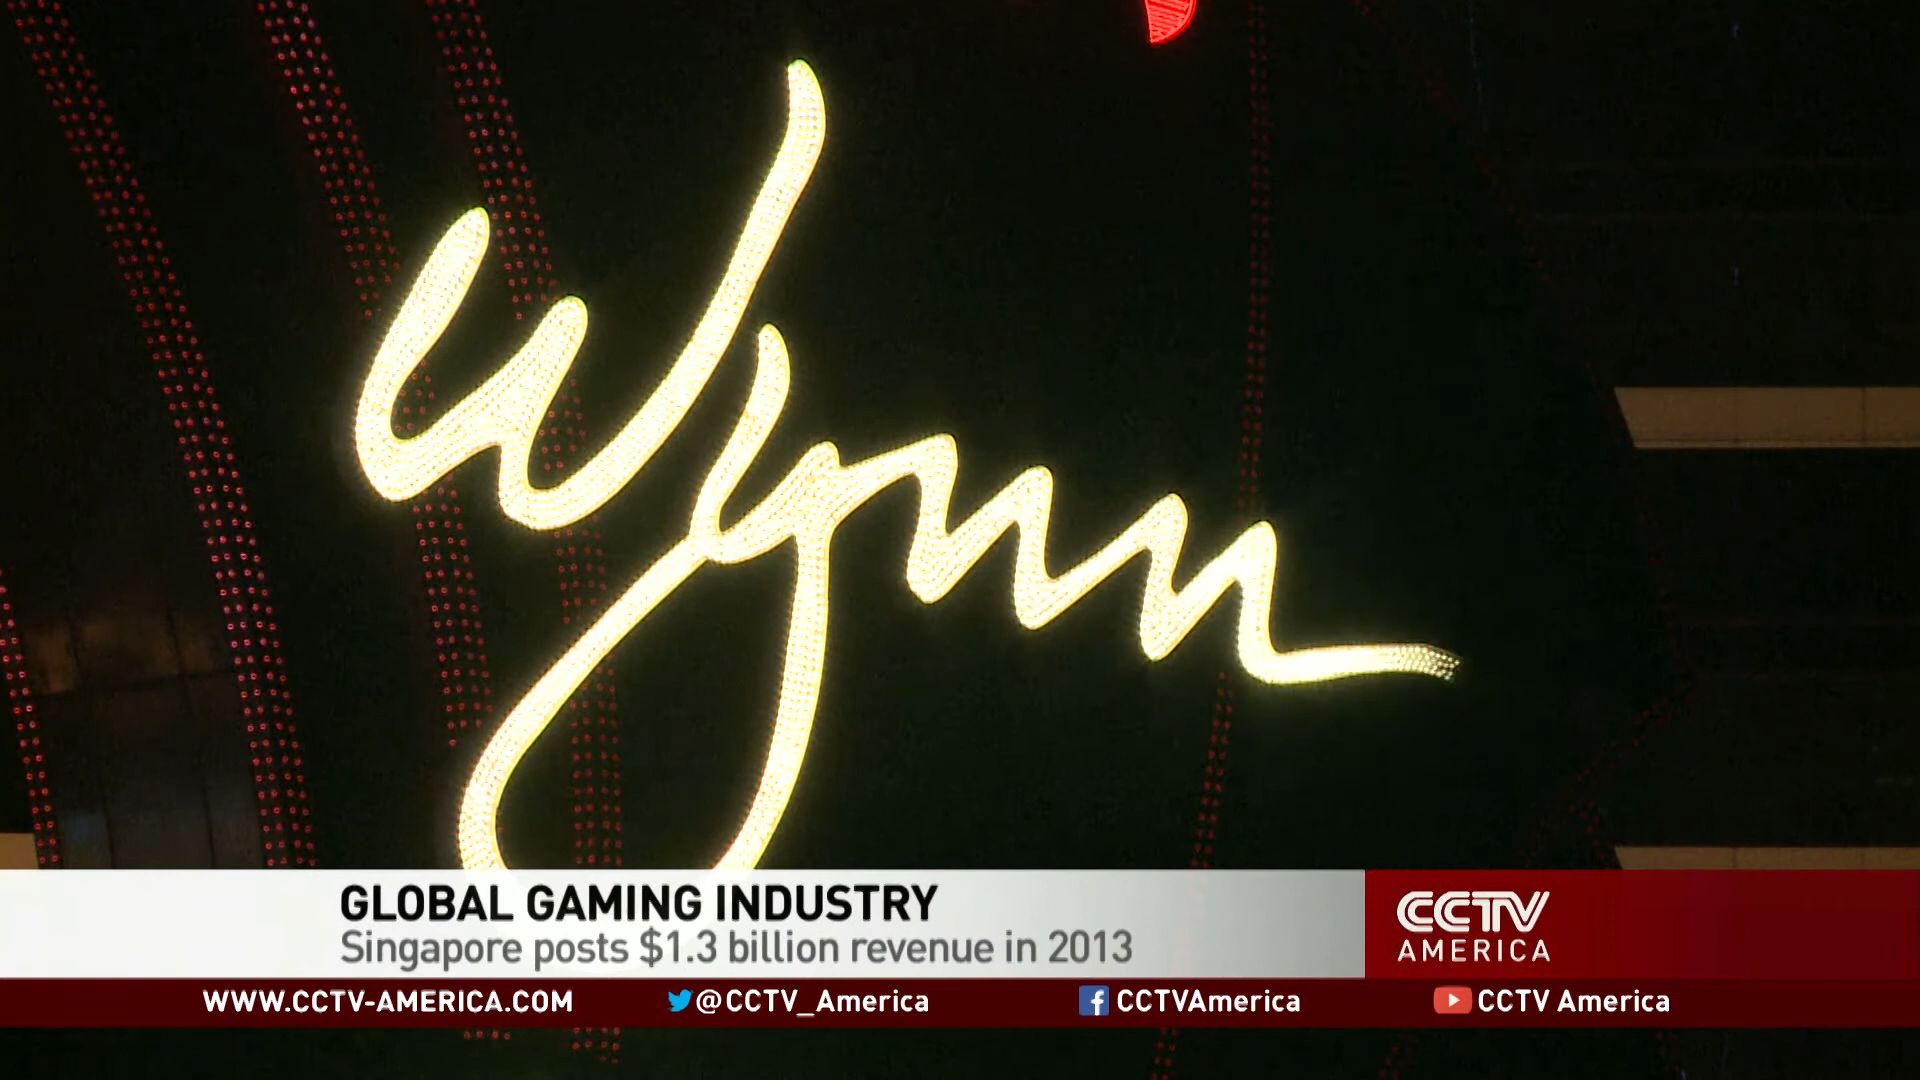 Wynn
GLOBAL GAMING INDUSTRY
Singapore posts $1.3 billion revenue in 2013
CCTV
AMERICA
WWW.CCTV-AMERICA.COM
@CCTV_America
CCTVAmerica
CCTV America